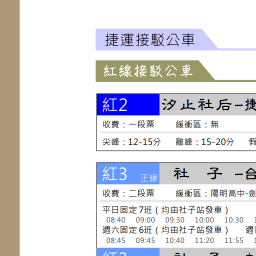 捷運接駁公車
紅線接駁公車
紅2 汐止社后-捷
收費：一段票 緩衝區：無
尖峰：12-15分 離峰：15-20分
紅3 正線 社 子 -台
收費：二段票 緩衝區：陽明高中-劍
平日固定7班（均由社子站發車）
08:40 09:00 09:30 10:00 10:30
週六固定6班（均由社子站發車）
08:45 09:45 10:40 11:20 11:55